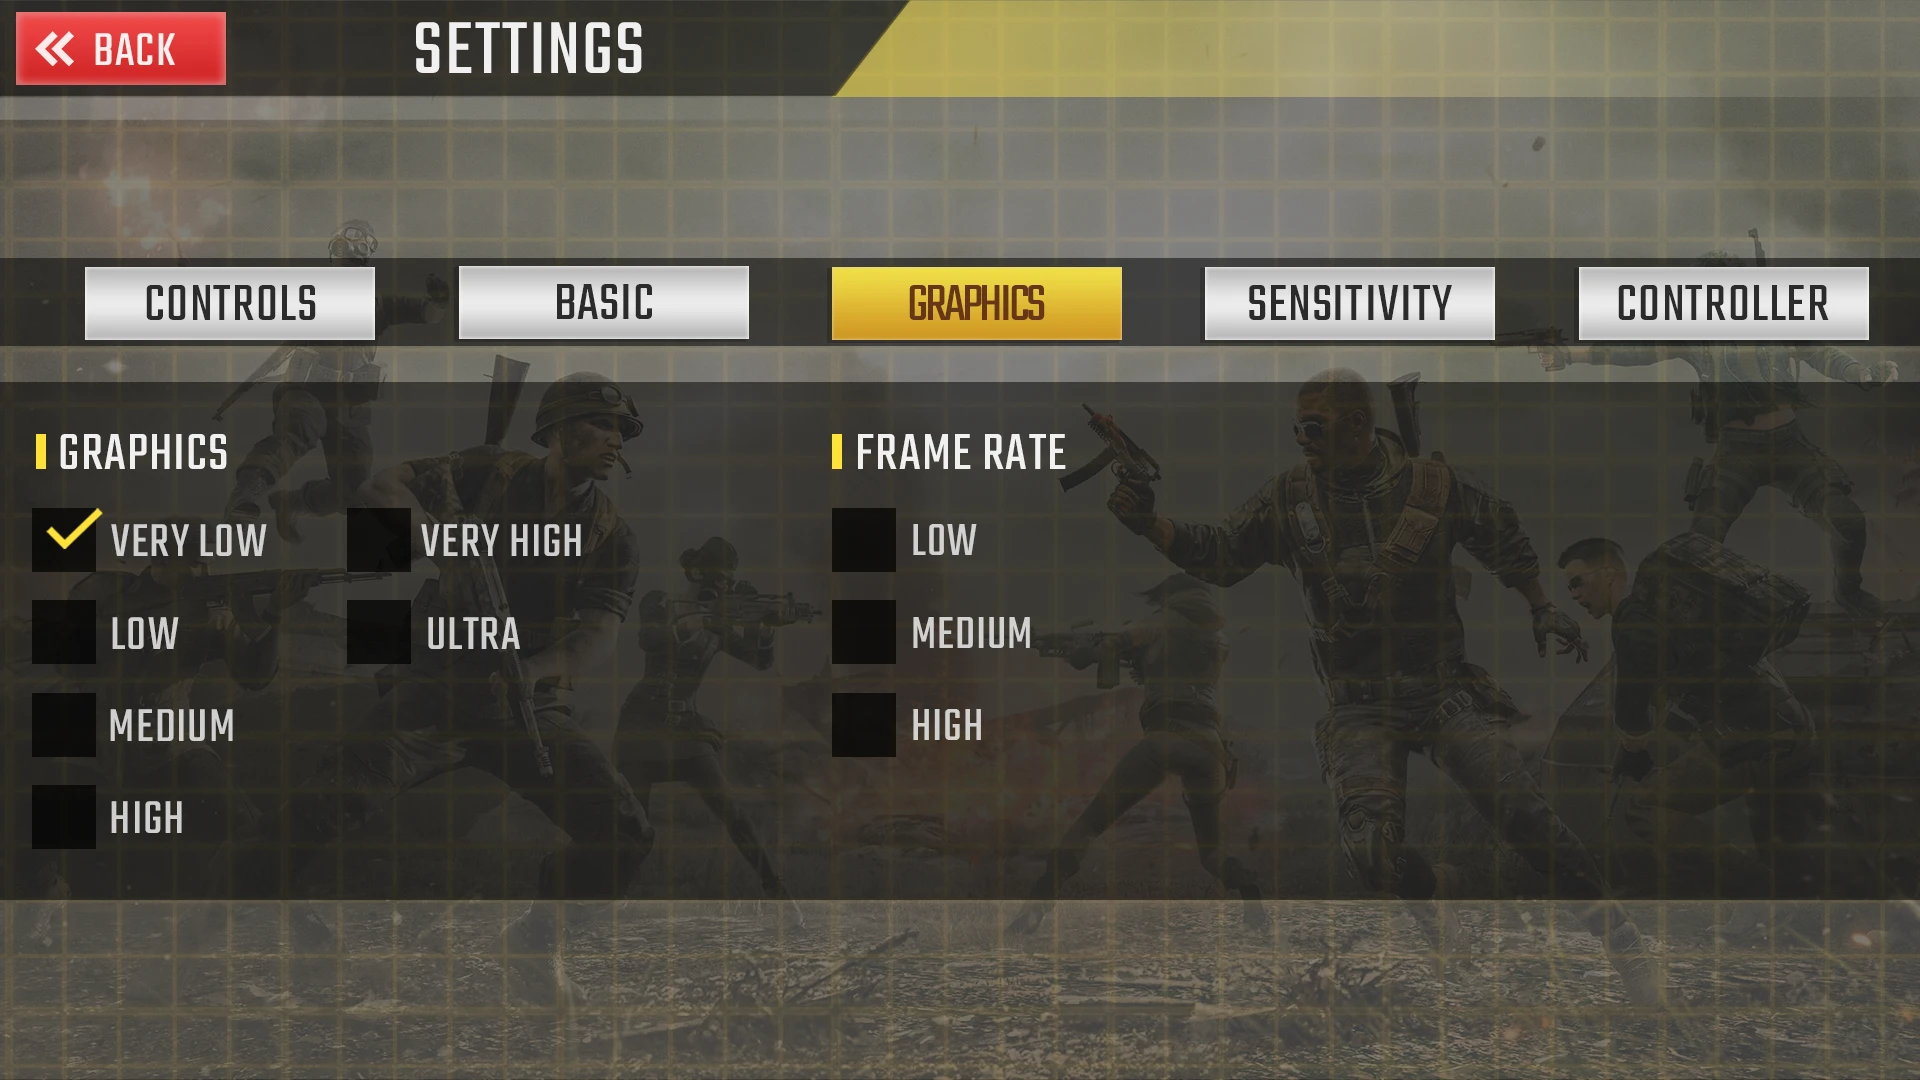 BACK
SETTINGS
CONTROLS
BASIC
GRAPHICS
SENSITIVITY
CONTROLLER
GRAPHICS
VERY LOW
LOW
MEDIUM
HIGH
VERY HIGH
ULTRA
FRAME RATE
LOW
MEDIUM
HIGH